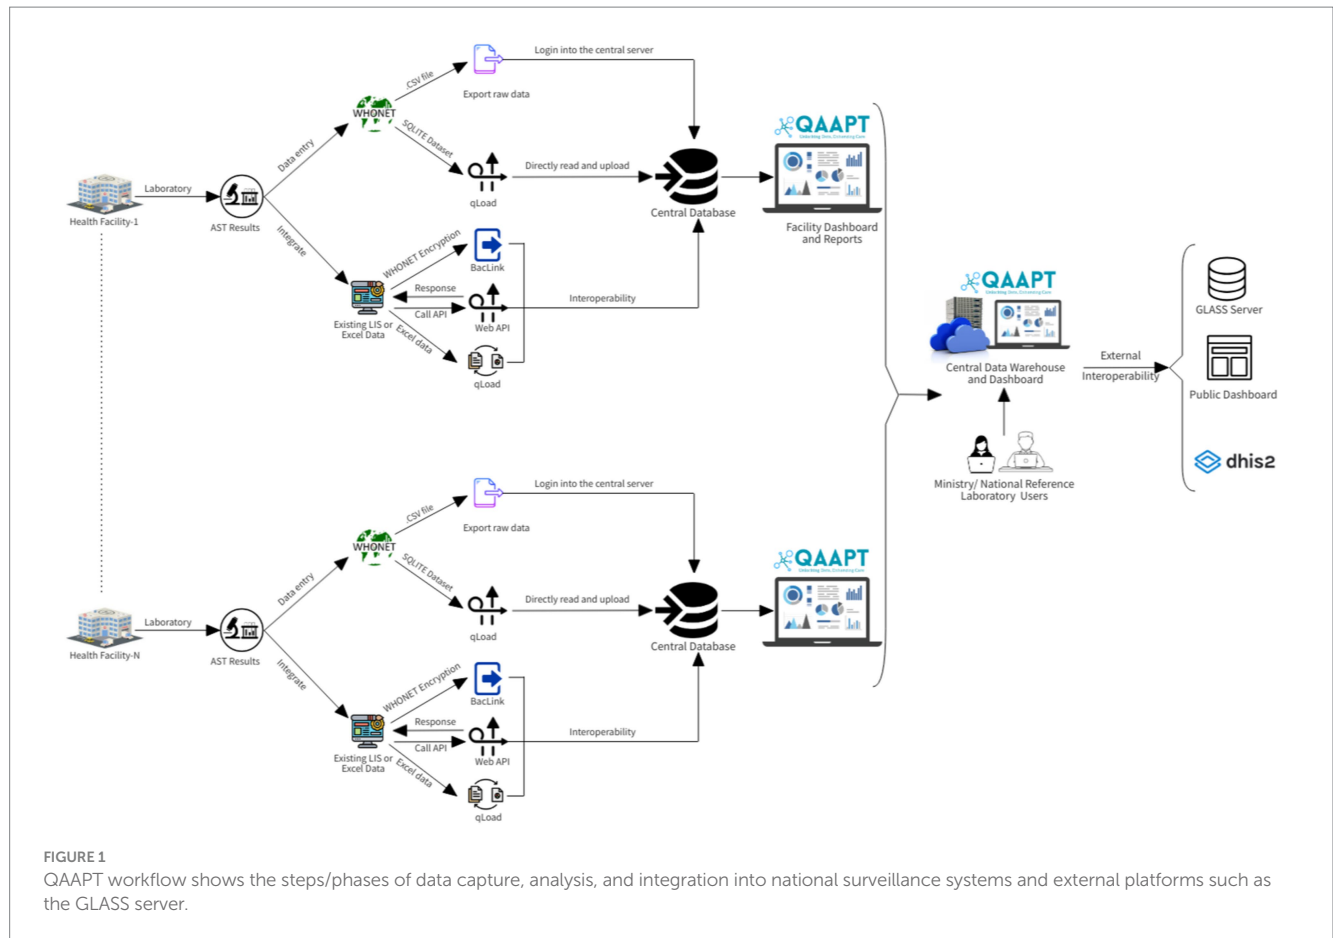 Login into the central server
.CSV file
Export raw data
WHONET
Data entry
SQLITE Dataset
QAAPT
Laboratory
Directly read and upload
qLoad
Central Database
Health Facility-1
AST Results
Facility Dashboard
and Reports
Integrate
WHONET Encryption
BacLink
Response
Interoperability
Call API
Web API
Existing LIS or
Excel Data
Excel data
qLoad
QAAPT
Central Data Warehouse
and Dashboard
External
Interoperability
GLASS Server
Public Dashboard
dhis2
Ministry/ National Reference
Laboratory Users
Login into the central server
.CSV file
Export raw data
WHONET
Data entry
SQLITE Dataset
QAAPT
Laboratory
Directly read and upload
qLoad
Central Database
Health Facility-N
AST Results
Integrate
WHONET Encryption
BacLink
Response
Interoperability
Call API
Web API
Existing LIS or
Excel Data
Excel data
qLoad
FIGURE 1
QAAPT workflow shows the steps/phases of data capture, analysis, and integration into national surveillance systems and external platforms such as
the GLASS server.